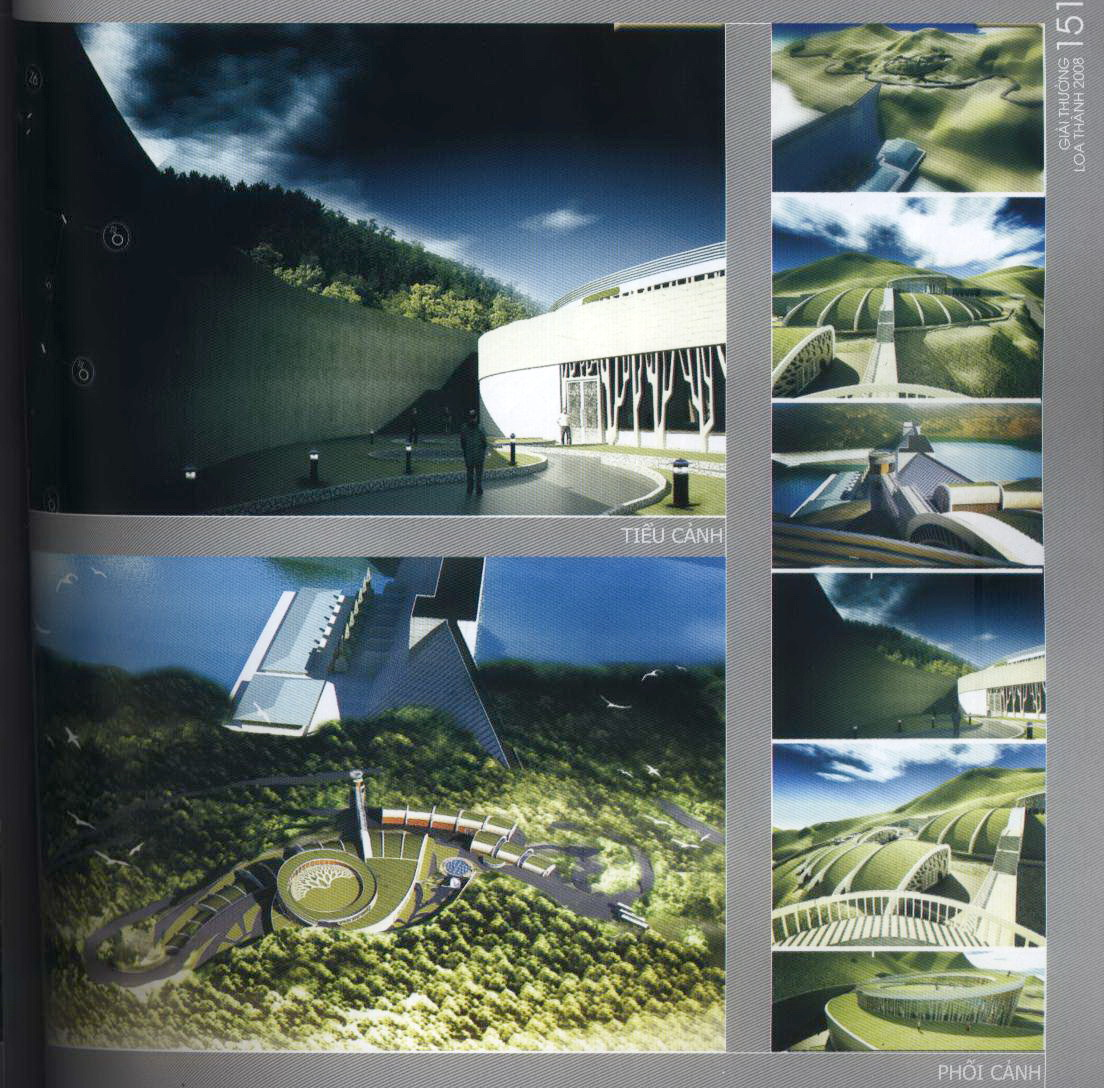 151
GIẢI THƯỞNG
LOA THÀNH 2008
TIỂU CẢNH
PHỐI CẢNH